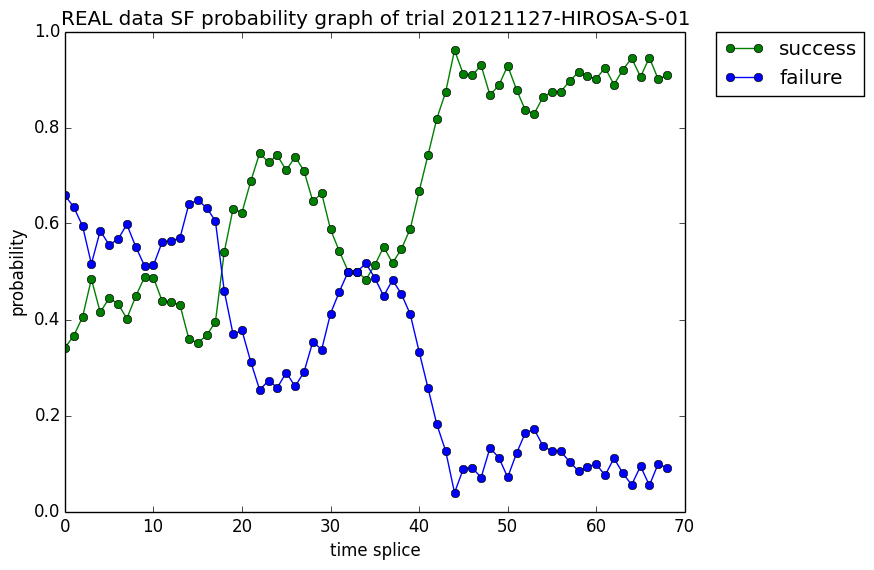 REAL data SF probability graph of trial 20121127-HIROSA-S-01
success
failure
probability
1.0
0.8
0.6
0.4
0.2
0.0
0 10 20 30 40 50 60 70
time splice